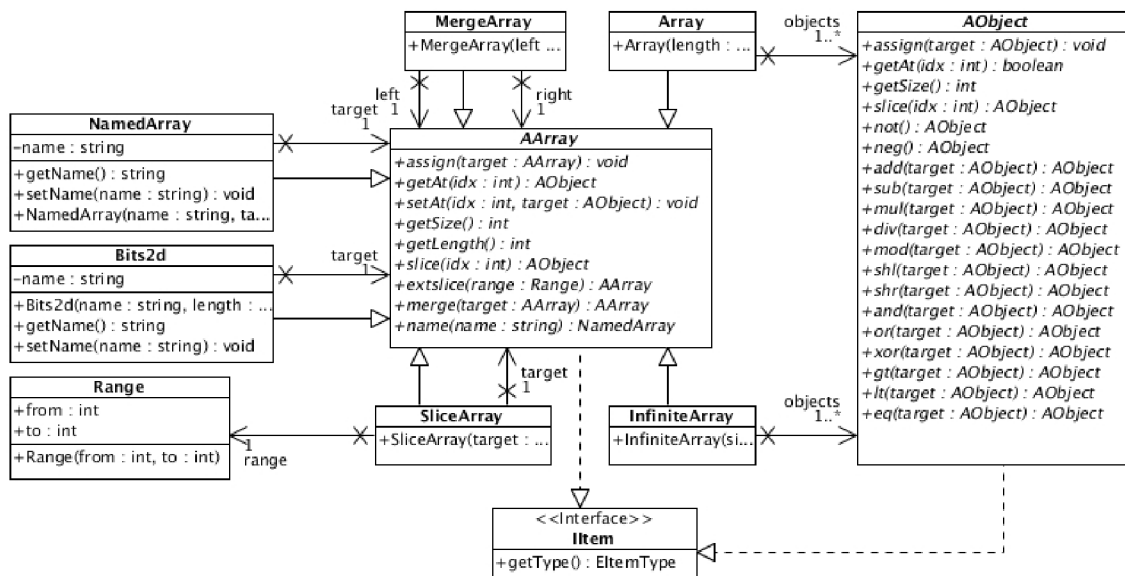 MergeArray
+MergeArray(left ...
left
1
right
1
Array
+Array(length : ...
objects
1..*
AObject
+assign(target : AObject) : void
+getAt(idx : int) : boolean
+getSize() : int
+slice(idx : int) : AObject
+not() : AObject
+neg() : AObject
+add(target : AObject) : AObject
+sub(target : AObject) : AObject
+mul(target : AObject) : AObject
+div(target : AObject) : AObject
+mod(target : AObject) : AObject
+shl(target : AObject) : AObject
+shr(target : AObject) : AObject
+and(target : AObject) : AObject
+or(target : AObject) : AObject
+xor(target : AObject) : AObject
+gt(target : AObject) : AObject
+lt(target : AObject) : AObject
+eq(target : AObject) : AObject
NamedArray
-name : string
+getName() : string
+setName(name : string) : void
+NamedArray(name : string, ta...
target
1
AArray
+assign(target : AArray) : void
+getAt(idx : int) : AObject
+setAt(idx : int, target : AObject) : void
+getSize() : int
+getLength() : int
+slice(idx : int) : AObject
+extslice(range : Range) : AArray
+merge(target : AArray) : AArray
+name(name : string) : NamedArray
Bits2d
-name : string
+Bits2d(name : string, length : ...
+getName() : string
+setName(name : string) : void
target
1
Range
+from : int
+to : int
+Range(from : int, to : int)
1
range
SliceArray
+SliceArray(target : ...
target
1
InfiniteArray
+InfiniteArray(si...
objects
1..*
<<Interface>>
IItem
+getType() : EItemType